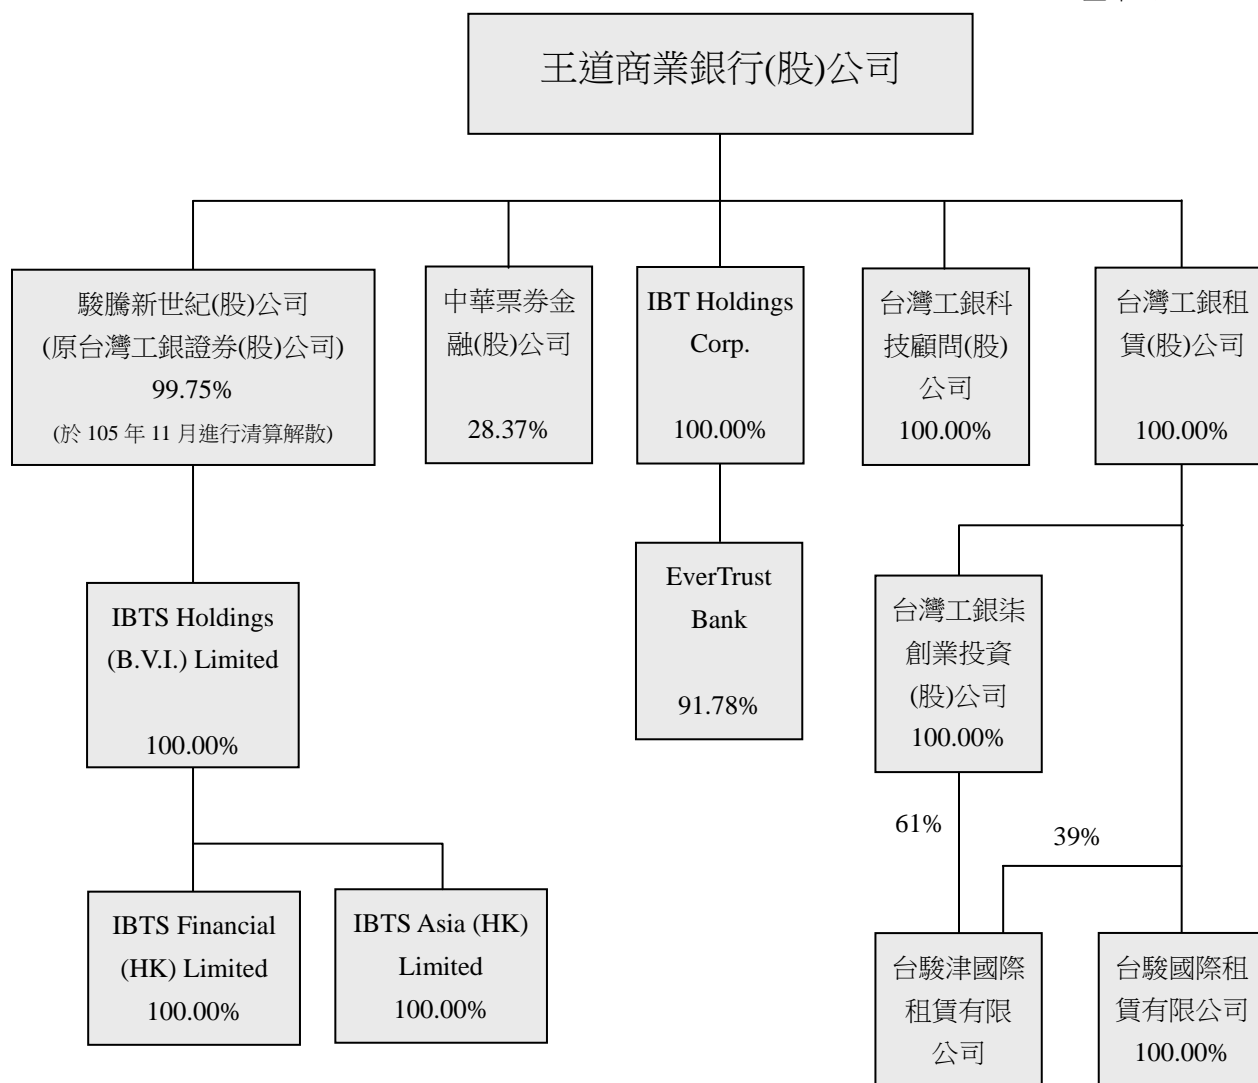 王道商業銀行(股)公司
駿騰新世紀(股)公司
(原台灣工銀證券(股)公司)
99.75%
(於 105 年 11 月進行清算解散)
中華票券金
融(股)公司
28.37%
IBT Holdings
Corp.
100.00%
台灣工銀科
技顧問(股)
公司
100.00%
台灣工銀租
賃(股)公司
100.00%
IBTS Holdings
(B.V.I.) Limited
100.00%
EverTrust
Bank
91.78%
台灣工銀柒
創業投資
(股)公司
100.00%
61%
39%
IBTS Financial
(HK) Limited
100.00%
IBTS Asia (HK)
Limited
100.00%
台駿津國際
租賃有限
公司
台駿國際租
賃有限公司
100.00%